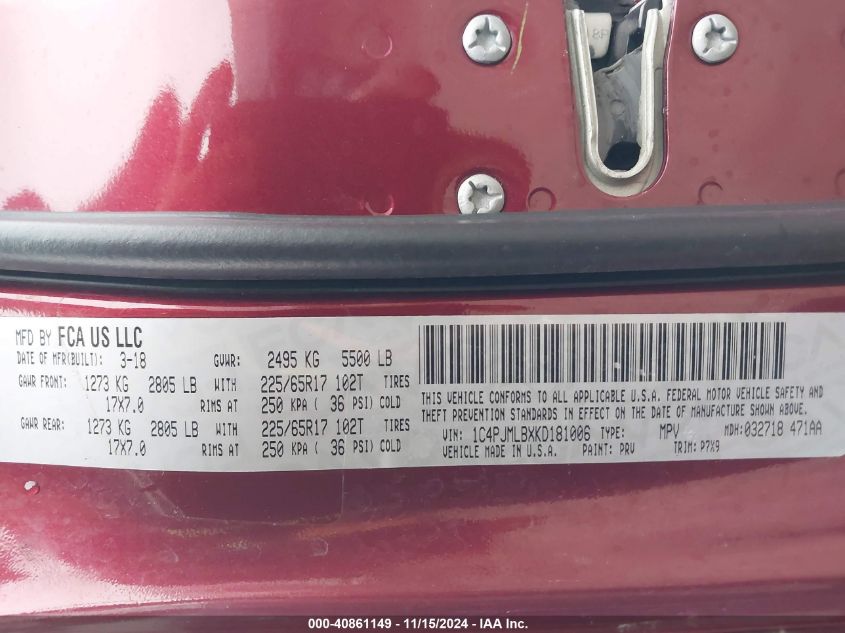 MFD BY FCA US LLC
DATE OF MFR(BUILT): 3-18 GVWR: 2495 KG 5500 LB
GAWR FRONT: 1273 KG 2805 LB WITH 225/65R17 102T TIRES
17X7.0 RIMS AT 250 KPA ( 36 PSI) COLD
GAWR REAR: 1273 KG 2805 LB WITH 225/65R17 102T TIRES
17X7.0 RIMS AT 250 KPA ( 36 PSI) COLD
THIS VEHICLE CONFORMS TO ALL APPLICABLE U.S.A. FEDERAL MOTOR VEHICLE SAFETY AND
THEFT PREVENTION STANDARDS IN EFFECT ON THE DATE OF MANUFACTURE SHOWN ABOVE.
VIN: 1C4PJMLBXKD181006 TYPE: MPV MDH: 032718 471AA
VEHICLE MADE IN U.S.A. PAINT: PRV TRIM: P7X9
000-40861149 - 11/15/2024 - IAA Inc.